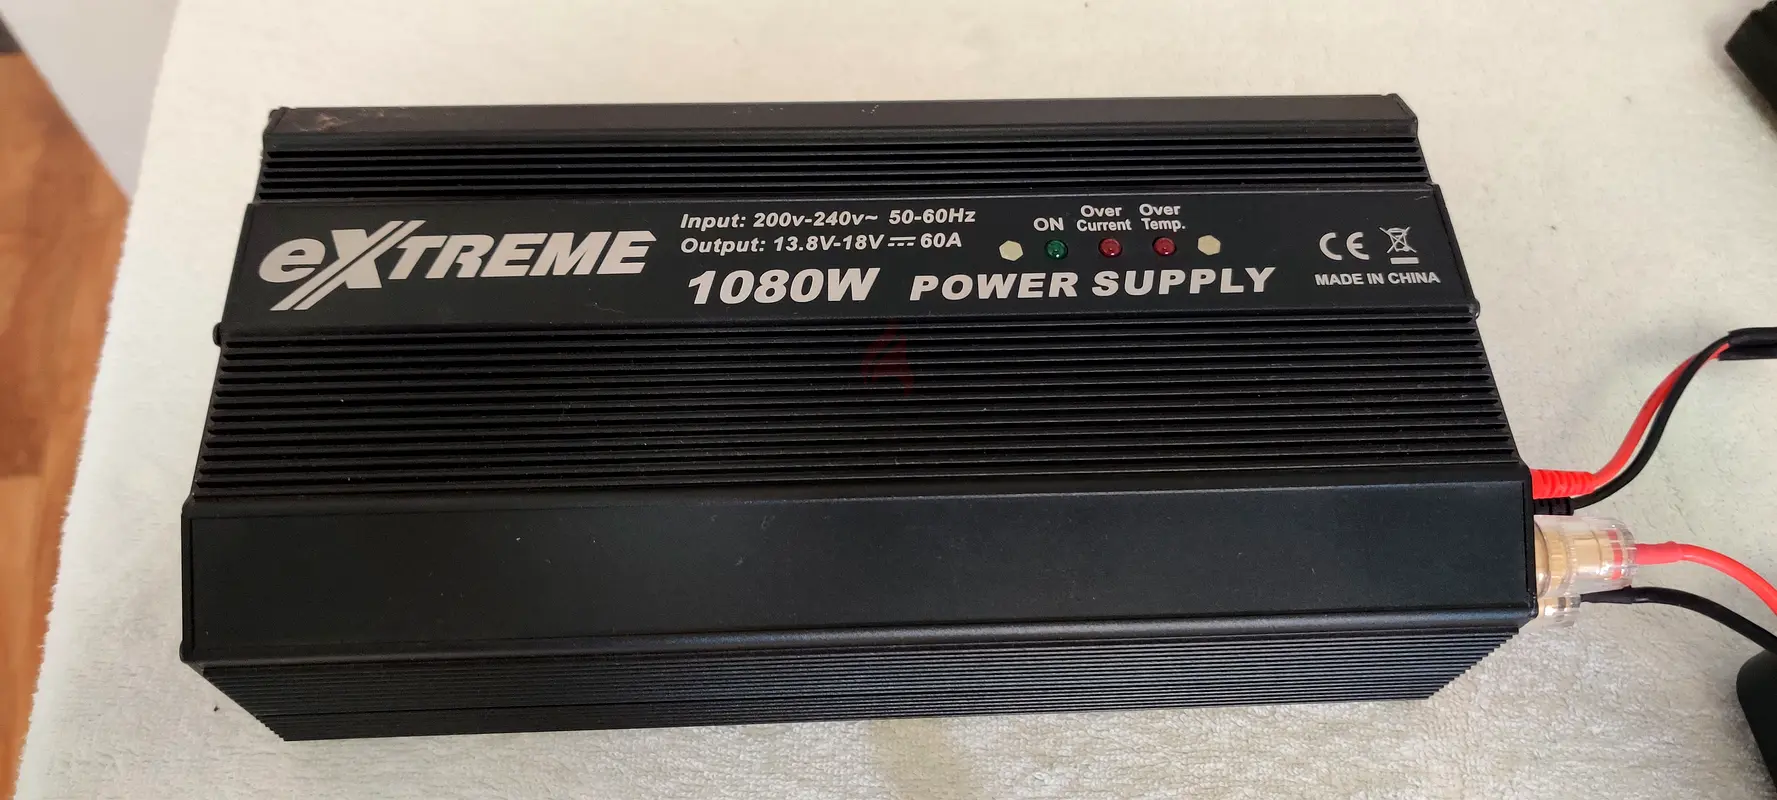 eXTREME
Input: 200v-240v~ 50-60Hz
Output: 13.8V-18V⎓60A
1080W POWER SUPPLY
ON
Over Current
Over Temp.
CE
MADE IN CHINA